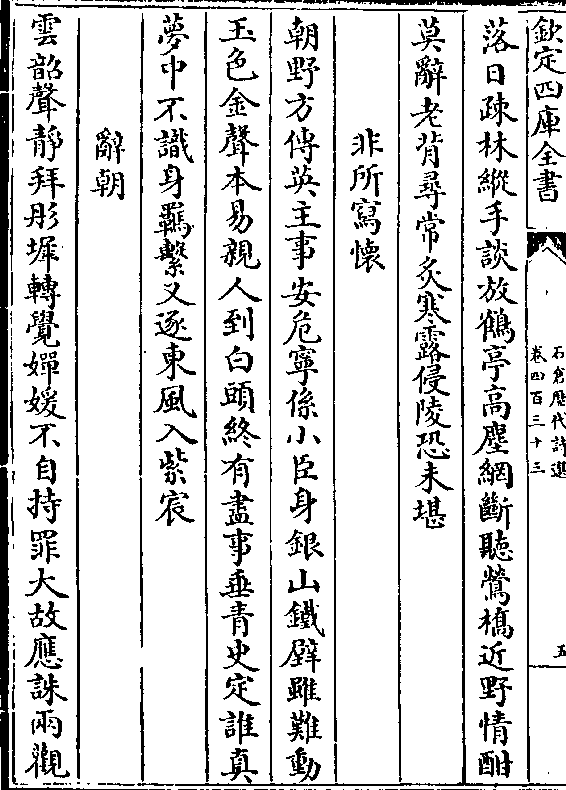 欽定四庫全書
石倉歷代詩選
卷四百三十三
五
落日疎林縱手談放鶴亭高塵網斷聽鶯橋近野情酣
莫辭老背尋常炙寒露侵陵恐未堪
非所寫懷
朝野方傳英主事安危寧係小臣身銀山鐵壁雖難動
玉色金聲本易親人到白頭終有盡事垂青史定誰真
夢中不識身羈繫又逐東風入紫宸
辭朝
雲韶聲靜拜彤墀轉覺嬋媛不自持罪大故應誅兩觀